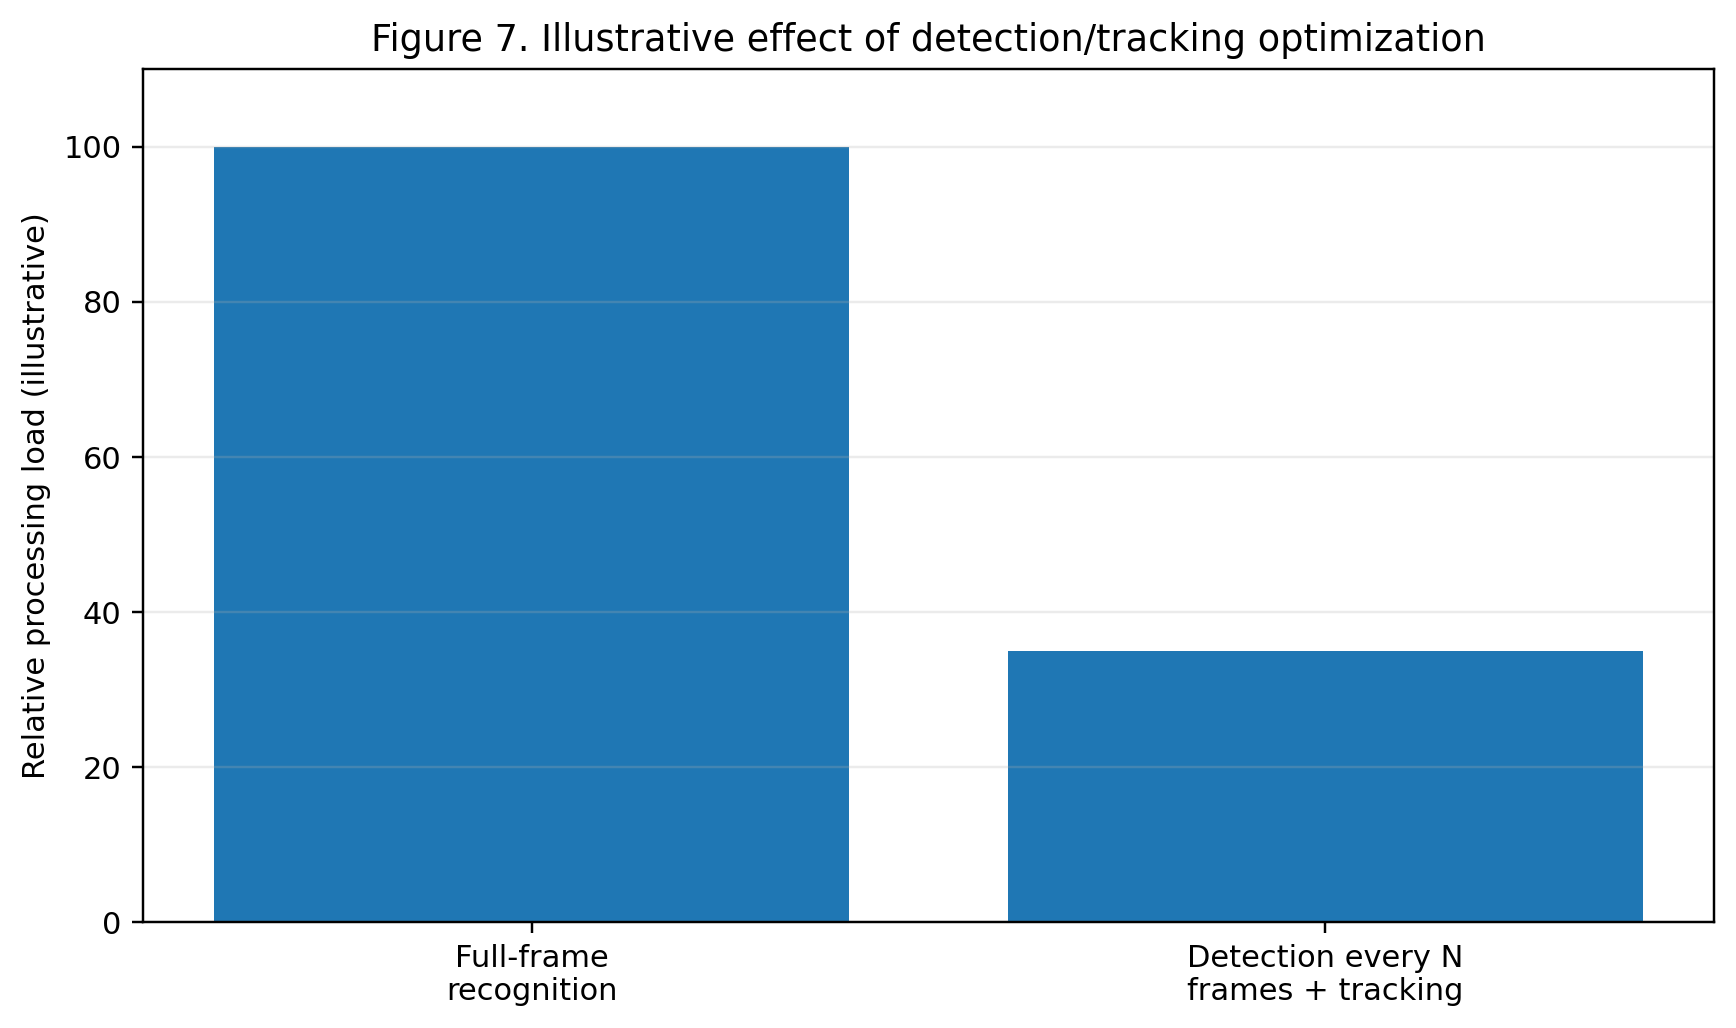 Figure 7. Illustrative effect of detection/tracking optimization
Relative processing load (illustrative)
100
80
60
40
20
0
Full-frame
recognition
Detection every N
frames + tracking